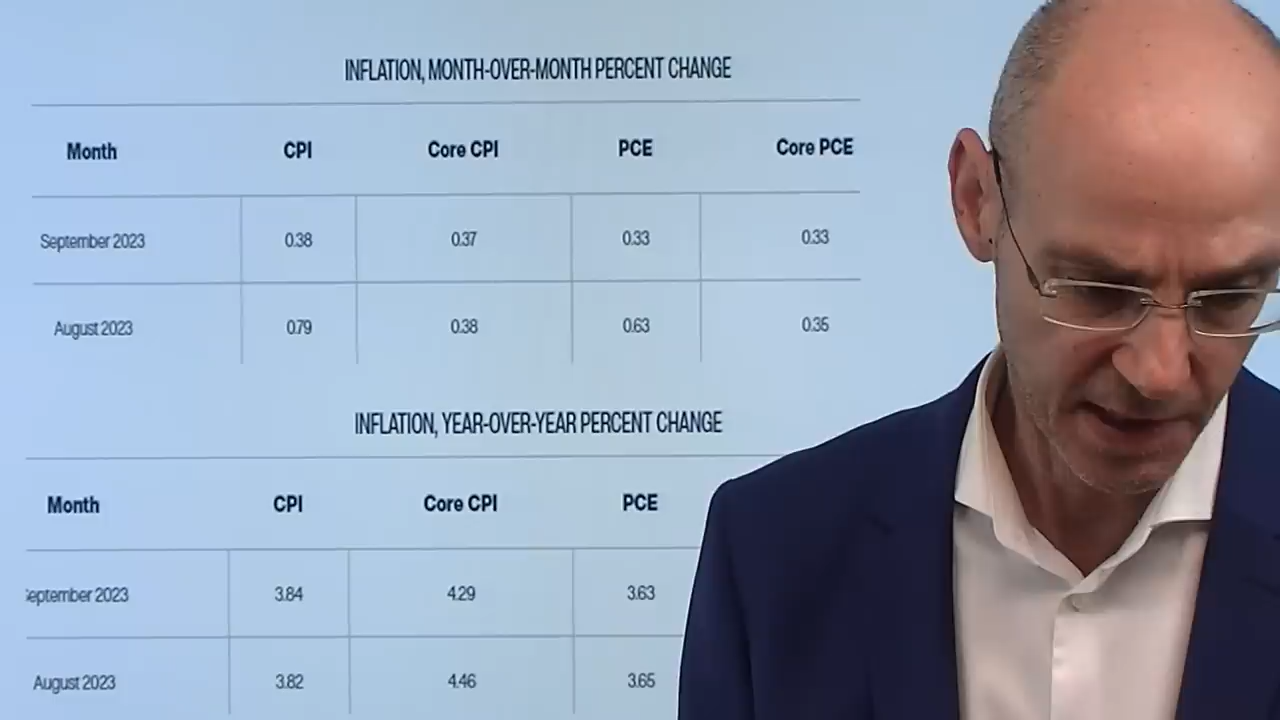 INFLATION, MONTH-OVER-MONTH PERCENT CHANGE
Month CPI Core CPI PCE Core PCE
September 2023 0.38 0.37 0.33 0.33
August 2023 0.79 0.38 0.63 0.35
INFLATION, YEAR-OVER-YEAR PERCENT CHANGE
Month CPI Core CPI PCE
September 2023 3.84 4.29 3.63
August 2023 3.82 4.46 3.65